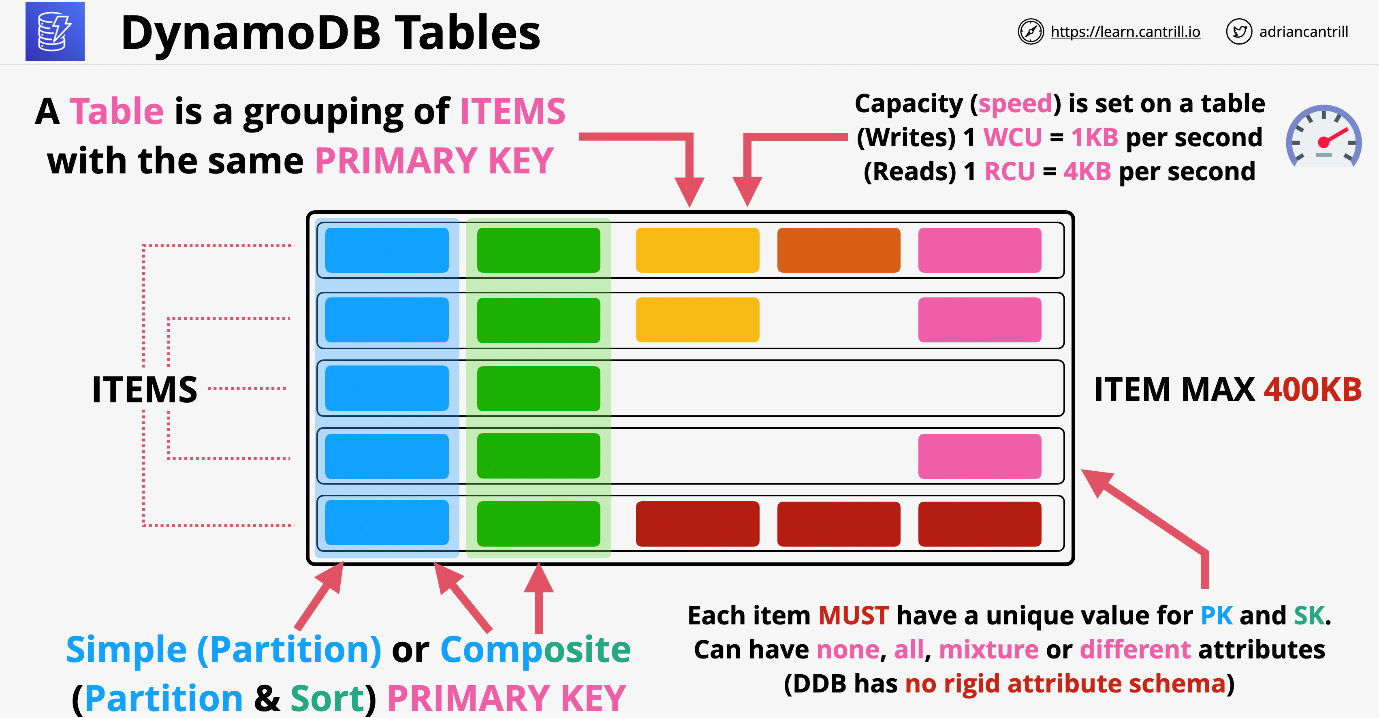 DynamoDB Tables
https://learn.cantrill.io
adriancantrill
A Table is a grouping of ITEMS
with the same PRIMARY KEY
Capacity (speed) is set on a table
(Writes) 1 WCU = 1KB per second
(Reads) 1 RCU = 4KB per second
ITEMS
ITEM MAX 400KB
Simple (Partition) or Composite
(Partition & Sort) PRIMARY KEY
Each item MUST have a unique value for PK and SK.
Can have none, all, mixture or different attributes
(DDB has no rigid attribute schema)